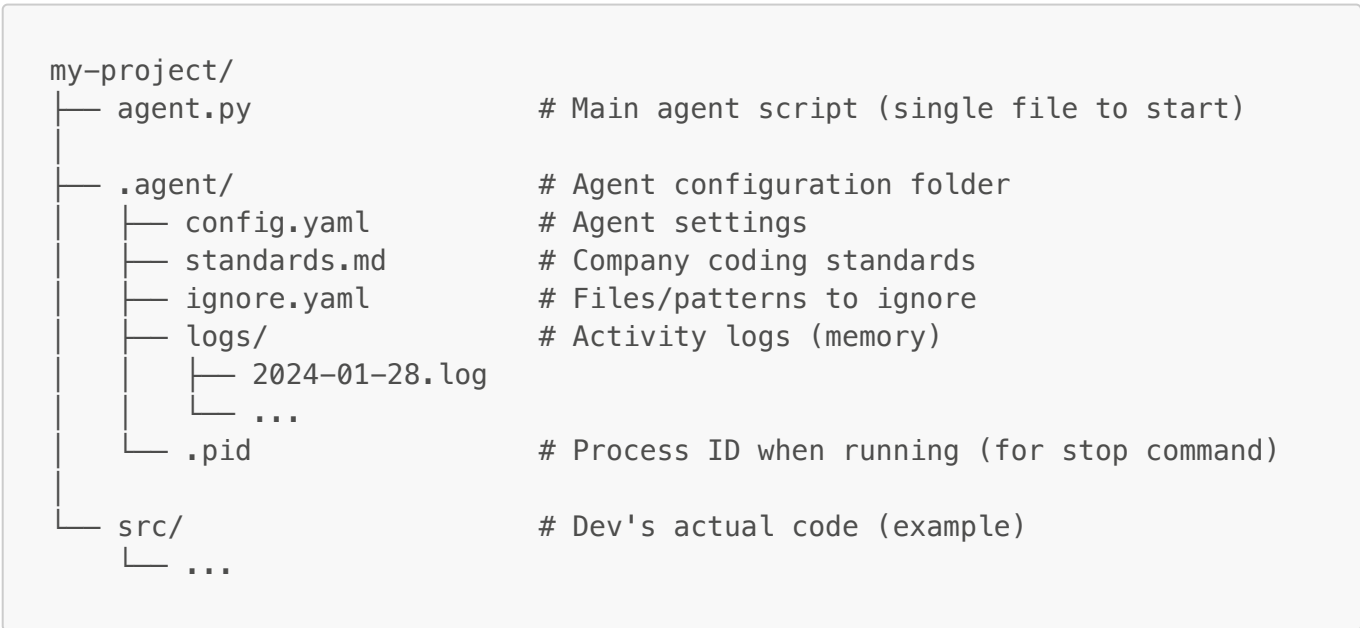 my-project/
├── agent.py                 # Main agent script (single file to start)
│
├── .agent/                  # Agent configuration folder
│   ├── config.yaml          # Agent settings
│   ├── standards.md         # Company coding standards
│   ├── ignore.yaml          # Files/patterns to ignore
│   ├── logs/                # Activity logs (memory)
│   │   ├── 2024-01-28.log
│   │   └── ...
│   └── .pid                 # Process ID when running (for stop command)
│
└── src/                     # Dev's actual code (example)
    └── ...